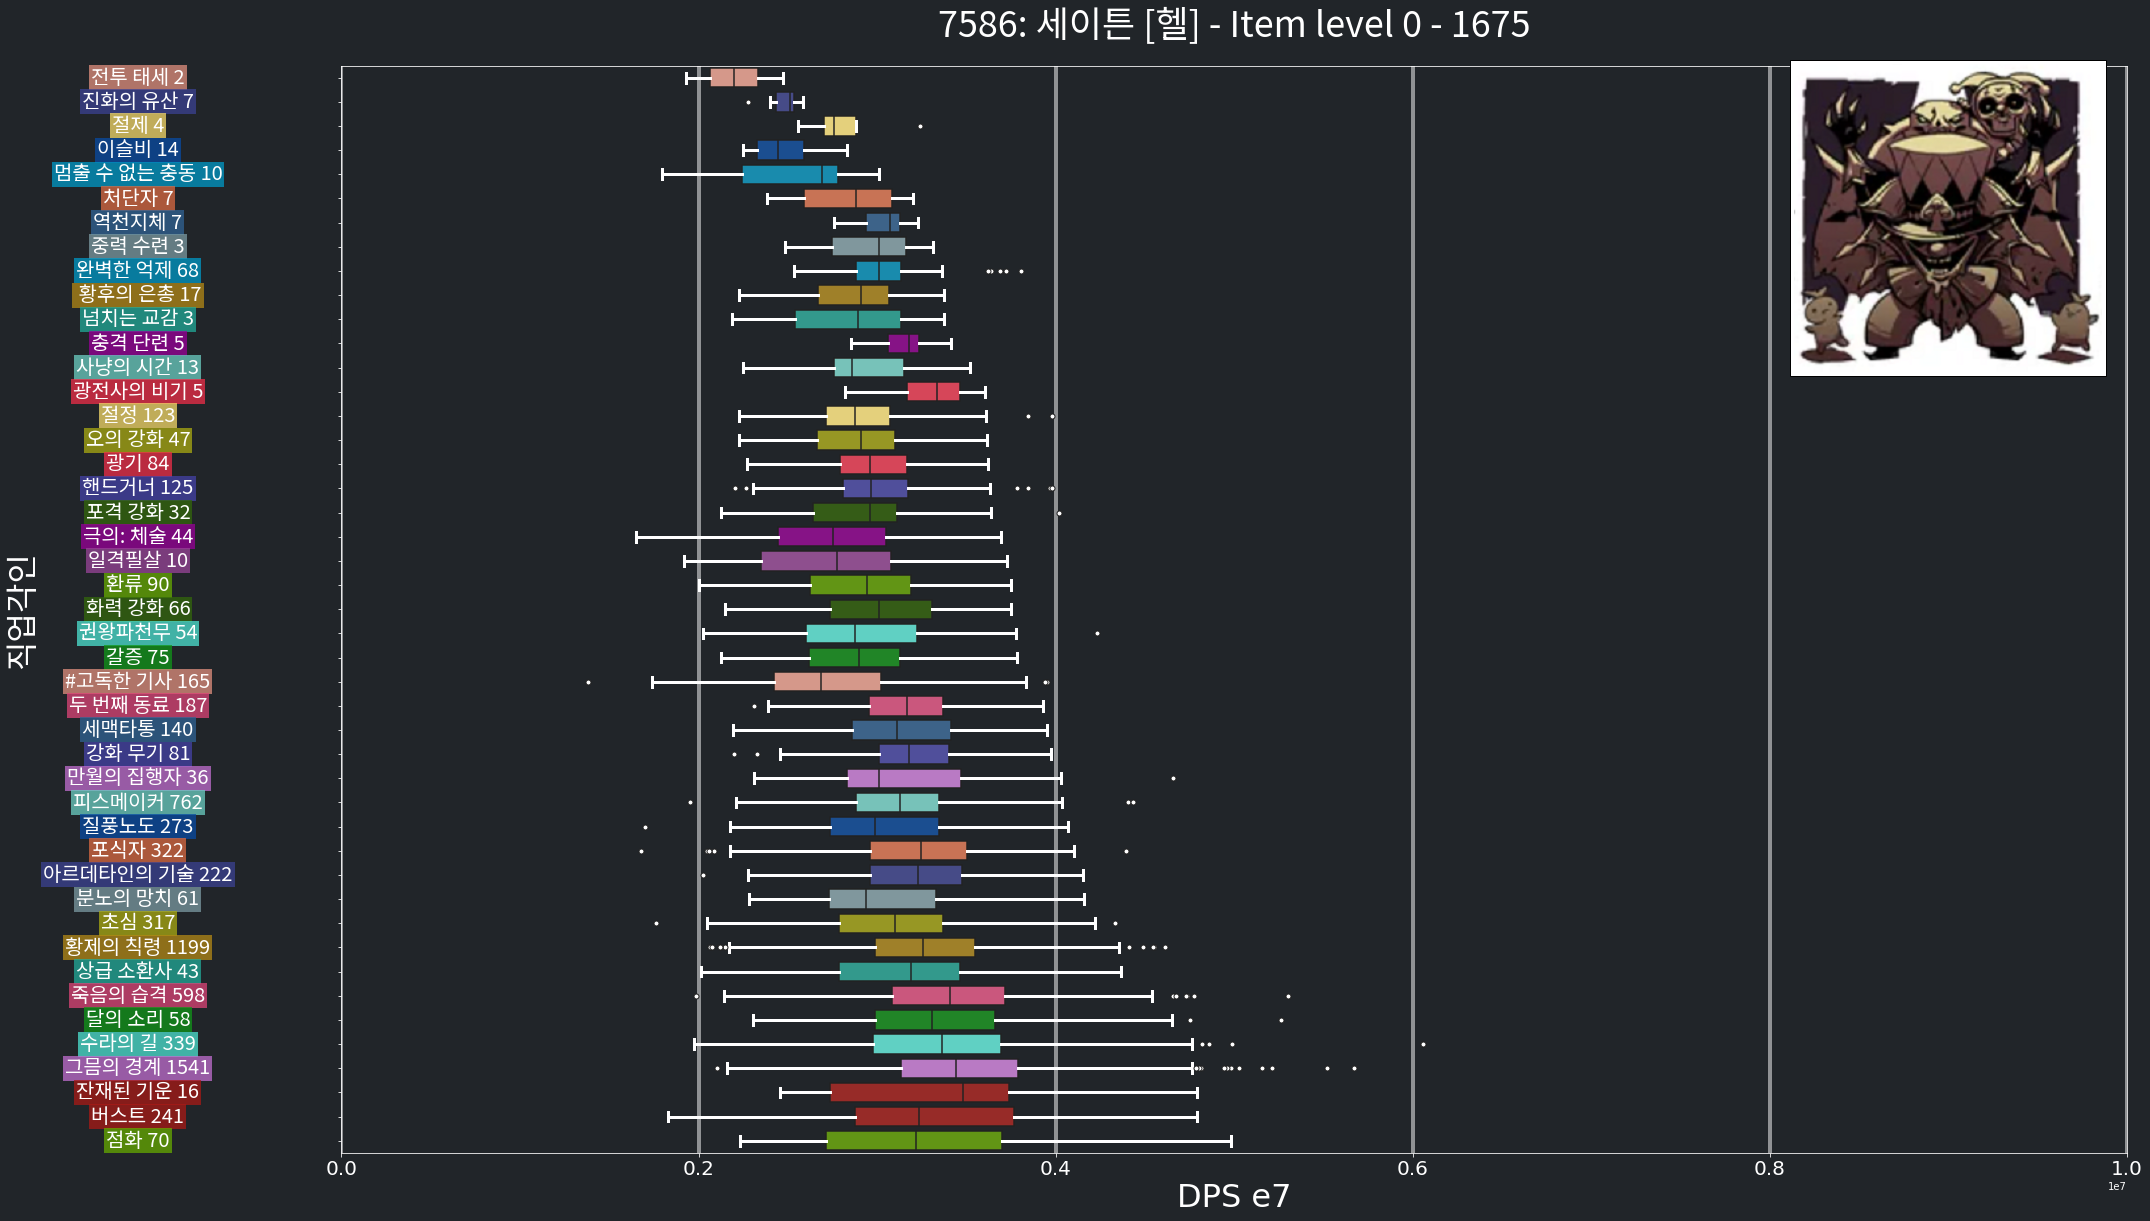 7586: 세이튼 [헬] - Item level 0 - 1675
전투 태세 2
진화의 유산 7
절제 4
이슬비 14
멈출 수 없는 충동 10
처단자 7
역천지체 7
중력 수련 3
완벽한 억제 68
황후의 은총 17
넘치는 교감 3
충격 단련 5
사냥의 시간 13
광전사의 비기 5
절정 123
오의 강화 47
광기 84
핸드거너 125
포격 강화 32
극의: 체술 44
일격필살 10
환류 90
화력 강화 66
권왕파천무 54
갈증 75
#고독한 기사 165
두 번째 동료 187
세맥타통 140
강화 무기 81
만월의 집행자 36
피스메이커 762
질풍노도 273
포식자 322
아르데타인의 기술 222
분노의 망치 61
초심 317
황제의 칙령 1199
상급 소환사 43
죽음의 습격 598
달의 소리 58
수라의 길 339
그믐의 경계 1541
잔재된 기운 16
버스트 241
점화 70
직업각인
0.0 0.2 0.4 0.6 0.8 1.0
1e7
DPS e7